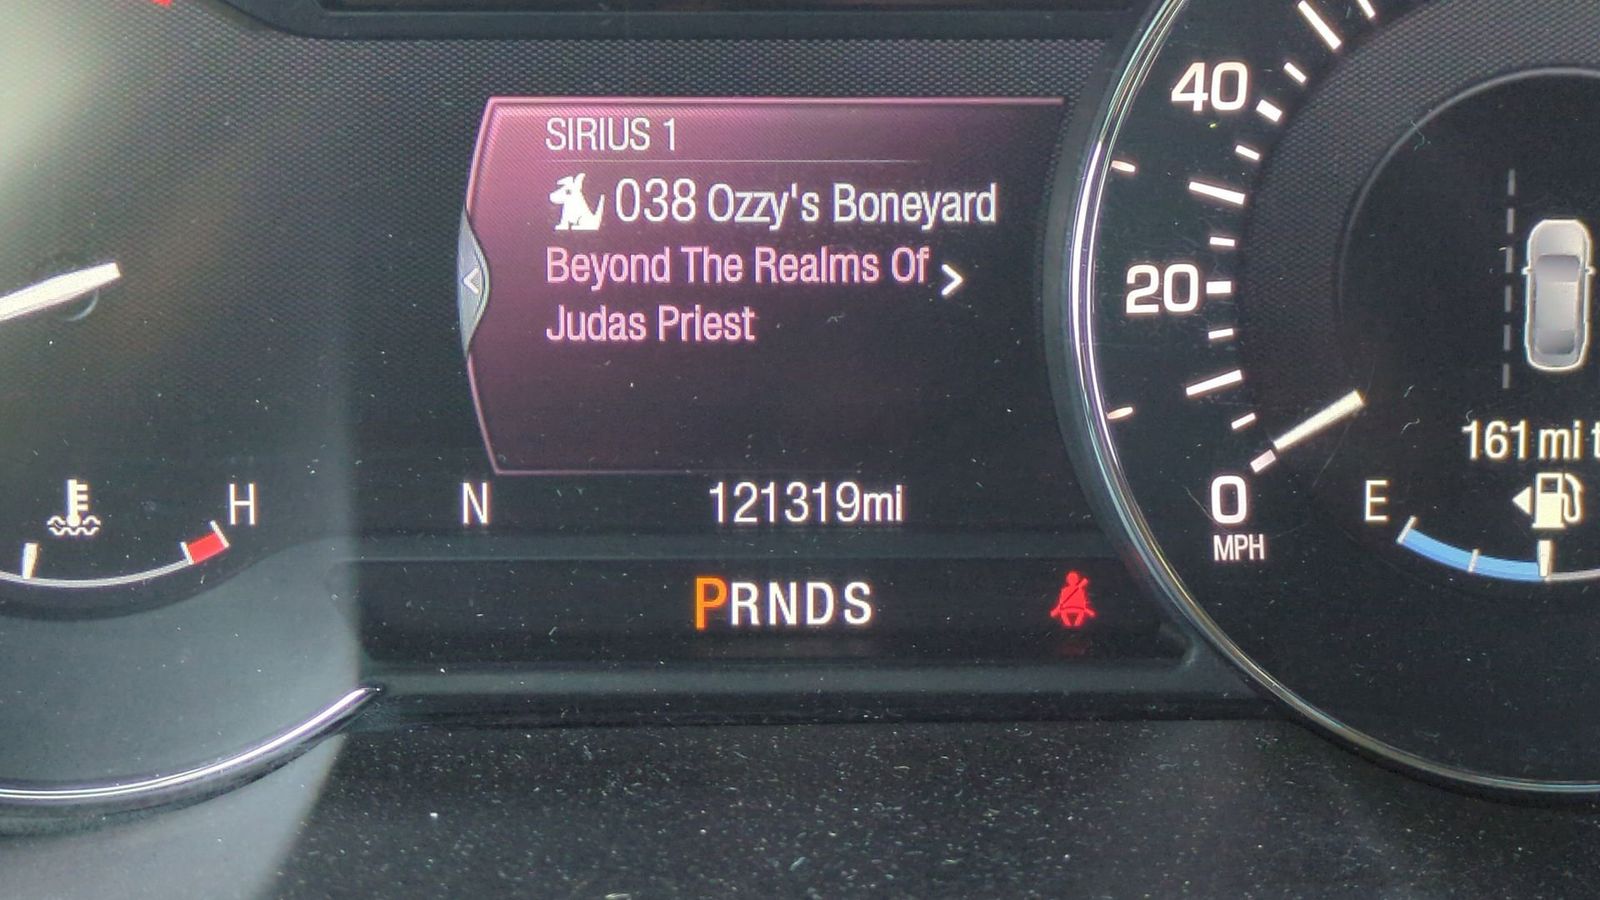 SIRIUS 1
038 Ozzy's Boneyard
Beyond The Realms Of >
Judas Priest
N 121319mi
PRNDS
H
40
20
0
MPH
161 mi
E